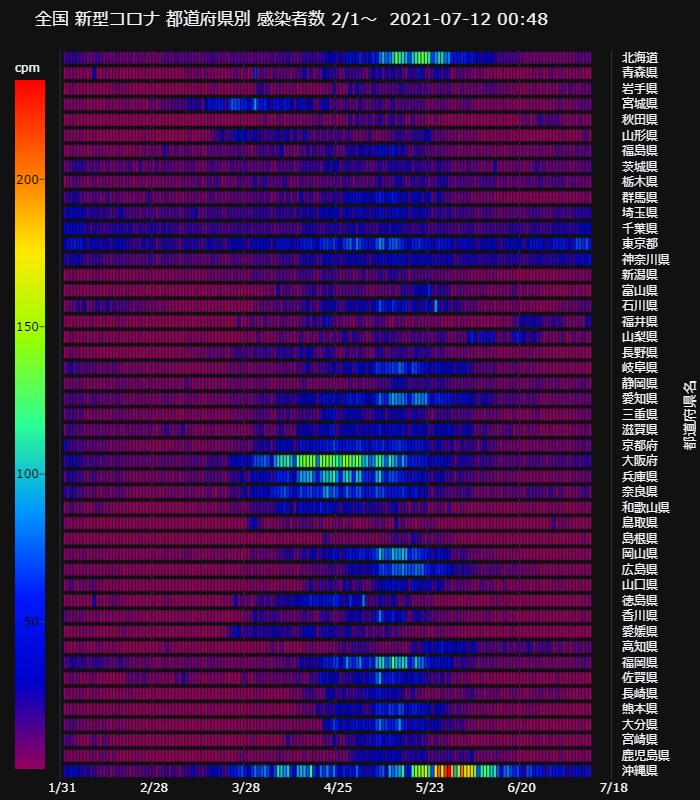 全国 新型コロナ 都道府県別 感染者数 2/1～ 2021-07-12 00:48
cpm
200
150
100
50
北海道
青森県
岩手県
宮城県
秋田県
山形県
福島県
茨城県
栃木県
群馬県
埼玉県
千葉県
東京都
神奈川県
新潟県
富山県
石川県
福井県
山梨県
長野県
岐阜県
静岡県
愛知県
三重県
滋賀県
京都府
大阪府
兵庫県
奈良県
和歌山県
鳥取県
島根県
岡山県
広島県
山口県
徳島県
香川県
愛媛県
高知県
福岡県
佐賀県
長崎県
熊本県
大分県
宮崎県
鹿児島県
沖縄県
都道府県名
1/31 2/28 3/28 4/25 5/23 6/20 7/18